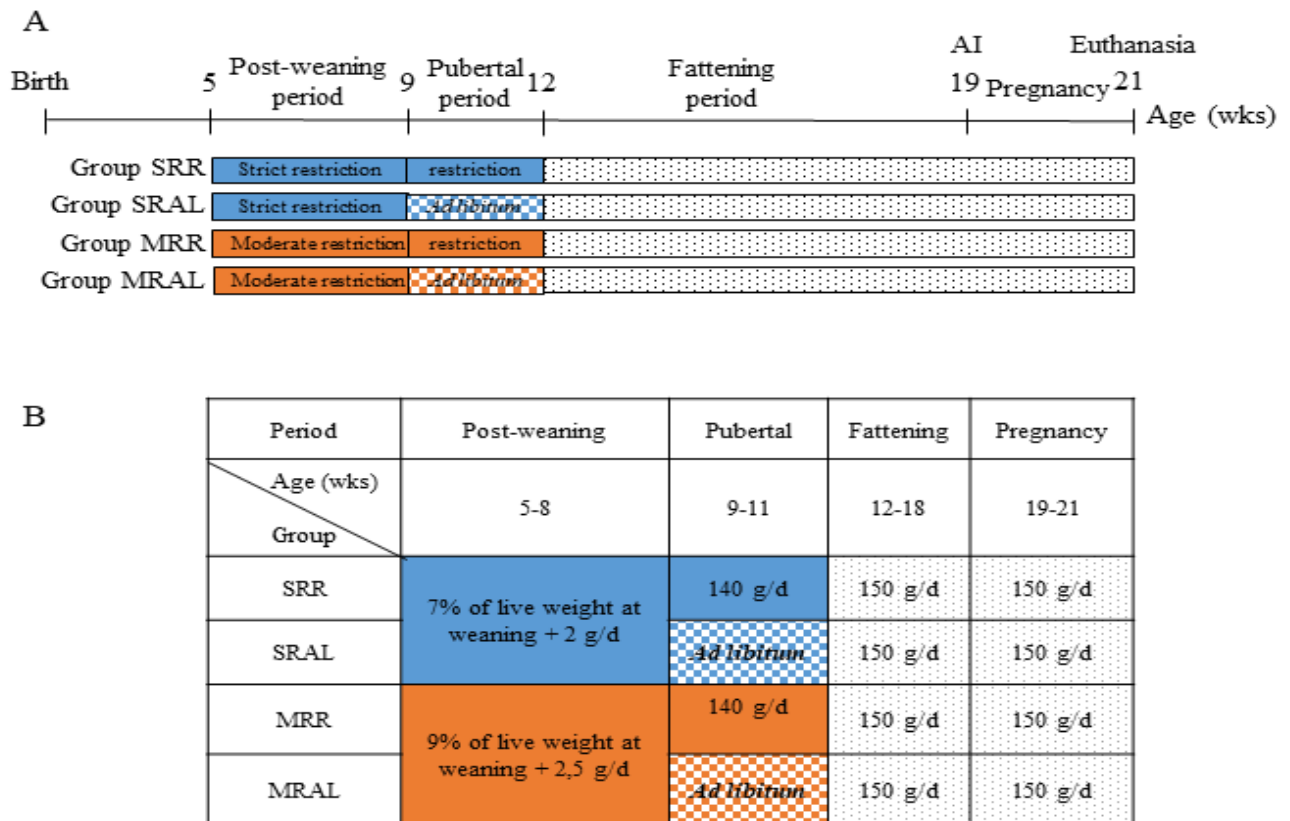 A
AI Euthanasia
Birth 5 Post-weaning 9 Pubertal 12 Fattening 19 Pregnancy 21
period period period Age (wks)
Group SRR Strict restriction restriction
Group SRAL Strict restriction Ad libitum
Group MRR Moderate restriction restriction
Group MRAL Moderate restriction Ad libitum
B
Period Post-weaning Pubertal Fattening Pregnancy
Age (wks)
5-8 9-11 12-18 19-21
Group
SRR 140 g/d 150 g/d 150 g/d
7% of live weight at
weaning + 2 g/d
SRAL Ad libitum 150 g/d 150 g/d
MRR 140 g/d 150 g/d 150 g/d
9% of live weight at
weaning + 2,5 g/d
MRAL Ad libitum 150 g/d 150 g/d